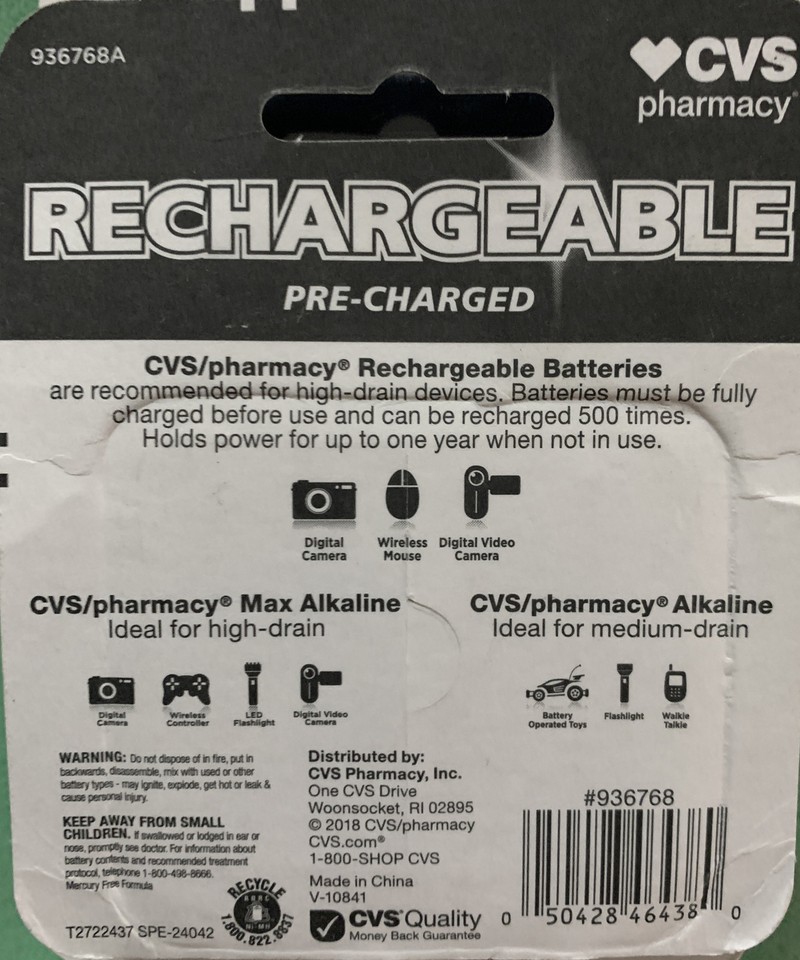 936768A
CVS
pharmacy
RECHARGEABLE
PRE-CHARGED
CVS/pharmacy® Rechargeable Batteries
are recommended for high-drain devices. Batteries must be fully
charged before use and can be recharged 500 times.
Holds power for up to one year when not in use.
Digital
Camera
Wireless
Mouse
Digital Video
Camera
CVS/pharmacy® Max Alkaline
Ideal for high-drain
Digital
Camera
Wireless
Controller
LED
Flashlight
Digital Video
Camera
CVS/pharmacy® Alkaline
Ideal for medium-drain
Battery
Operated Toys
Flashlight
Walkie
Talkie
WARNING: Do not dispose of in fire, put in
backwards, disassemble, mix with used or other
battery types - may ignite, explode, get hot or leak &
cause personal injury.
KEEP AWAY FROM SMALL
CHILDREN. If swallowed or lodged in ear or
nose, promptly see doctor. For information about
battery contents and recommended treatment
protocol, telephone 1-800-498-8666.
Mercury Free Formula
RECYCLE
1.800.822.8837
T2722437 SPE-24042
Distributed by:
CVS Pharmacy, Inc.
One CVS Drive
Woonsocket, RI 02895
© 2018 CVS/pharmacy
CVS.com®
1-800-SHOP CVS
Made in China
V-10841
CVS Quality
Money Back Guarantee
#936768
0 50428 46438 0